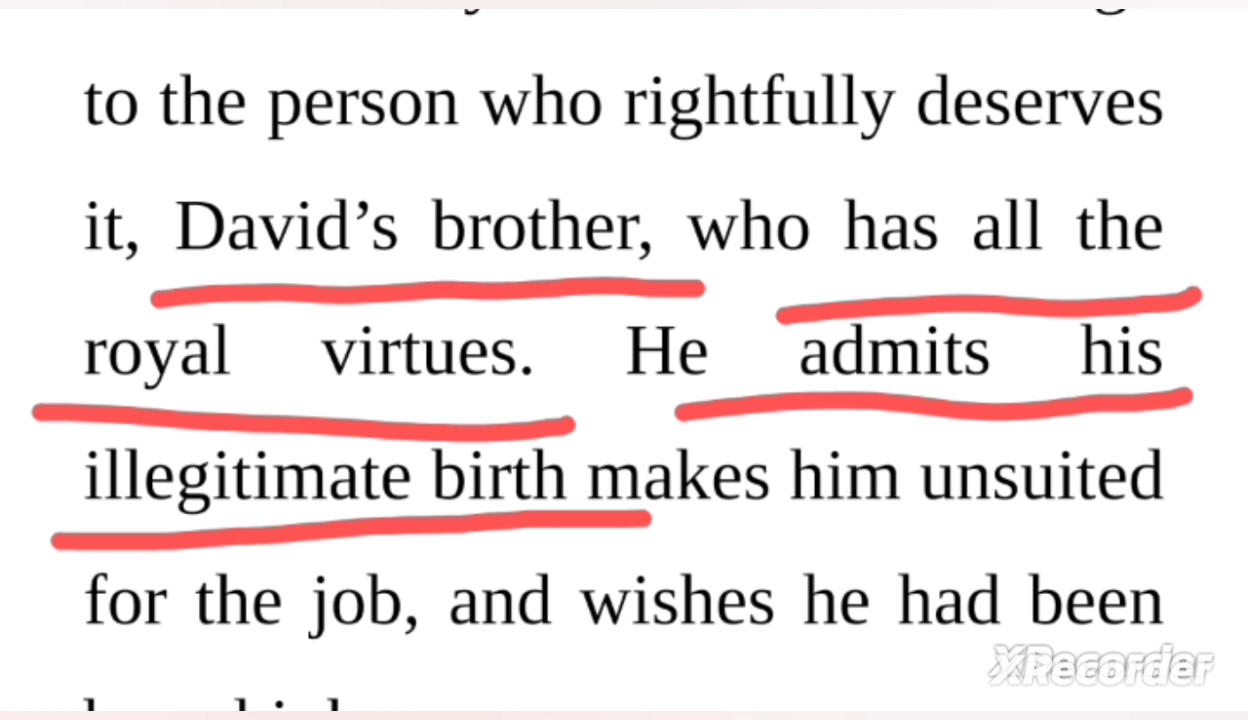 to the person who rightfully deserves
it, David’s brother, who has all the
royal virtues. He admits his
illegitimate birth makes him unsuited
for the job, and wishes he had been
XRecorder